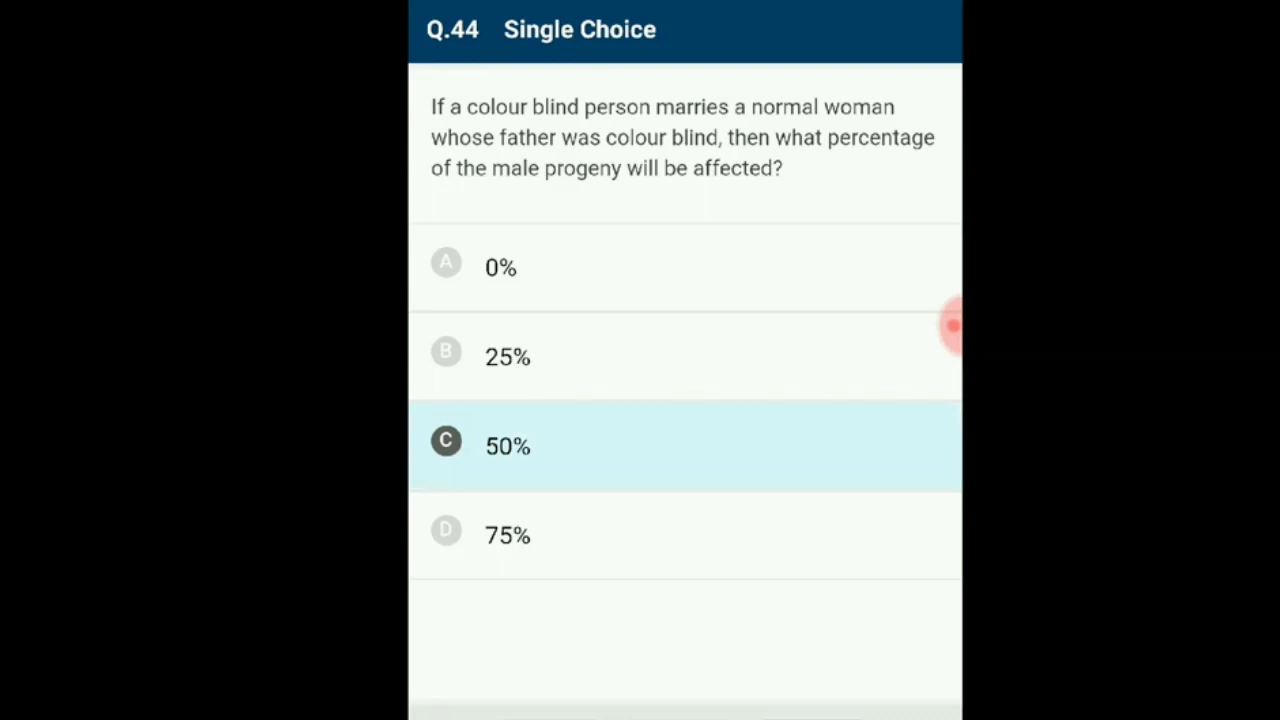 Q.44 Single Choice
If a colour blind person marries a normal woman
whose father was colour blind, then what percentage
of the male progeny will be affected?
A 0%
B 25%
C 50%
D 75%